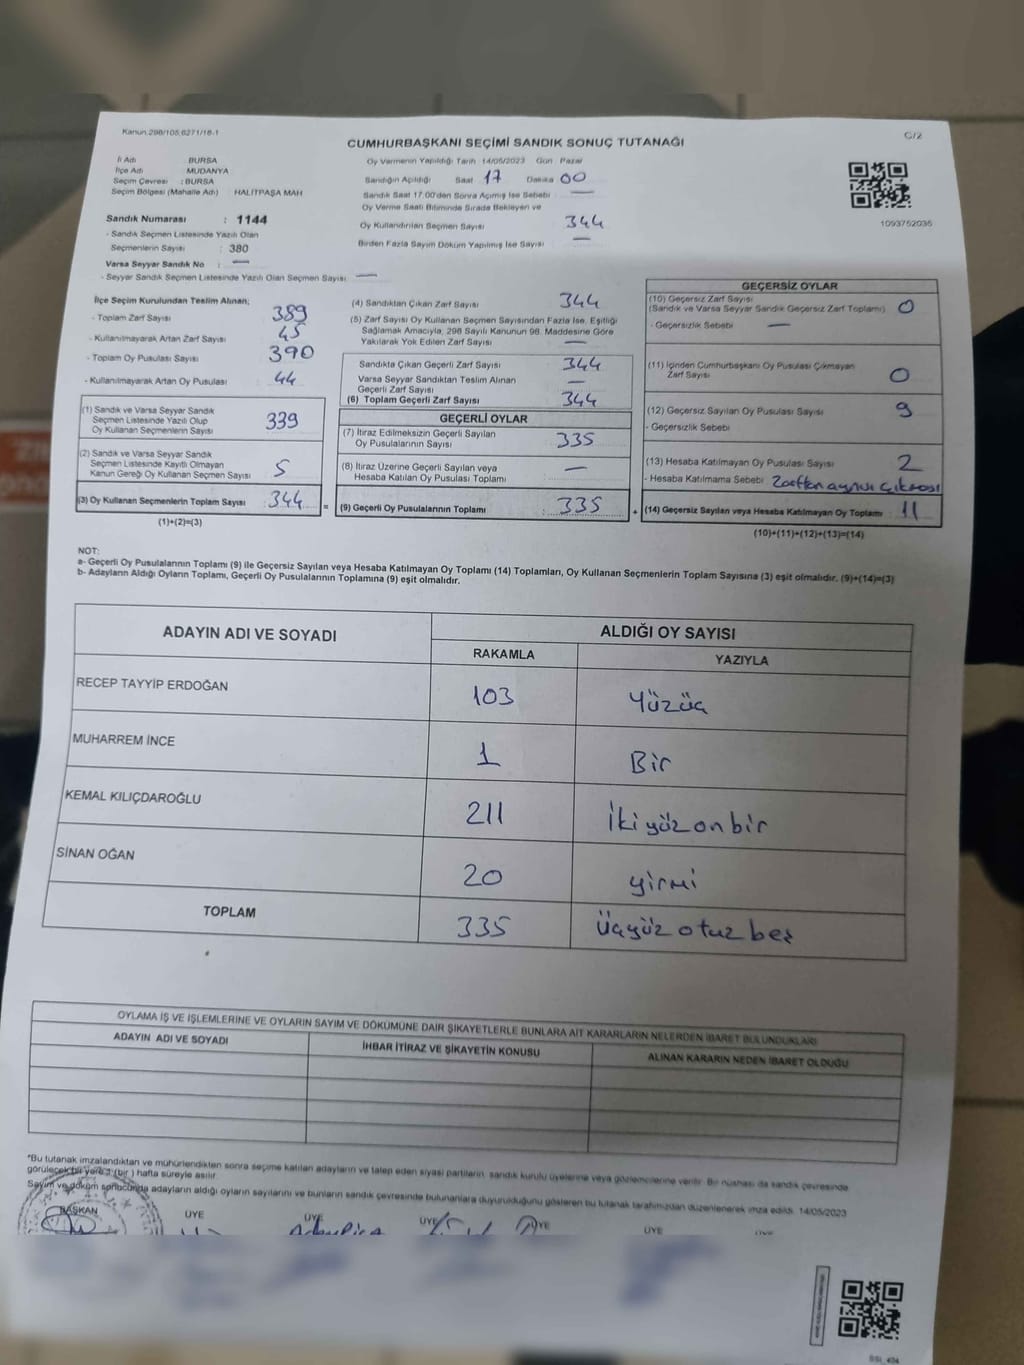 Kanun.298/105,6271/18-1
C/2
CUMHURBAŞKANI SEÇİMİ SANDIK SONUÇ TUTANAĞI
İl Adı BURSA
İlçe Adı MUDANYA
Seçim Çevresi : BURSA
Seçim Bölgesi (Mahalle Adı) : HALİTPAŞA MAH
Sandık Numarası : 1144
- Sandık Seçmen Listesinde Yazılı Olan
Seçmenlerin Sayısı : 380
Varsa Seyyar Sandık No : —
- Seyyar Sandık Seçmen Listesinde Yazılı Olan Seçmen Sayısı —
Oy Vermenin Yapıldığı Tarih 14/05/2023 Gün Pazar
Sandığın Açıldığı Saat 17 Dakika 00
Sandık Saat 17.00'den Sonra Açımış İse Sebebi —
Oy Verme Saati Bitiminde Sırada Bekleyen ve
Oy Kullandırılan Seçmen Sayısı 344
Birden Fazla Sayım Döküm Yapılmış İse Sayısı —
1093752035
İlçe Seçim Kurulundan Teslim Alınan;
- Toplam Zarf Sayısı 389
- Kullanılmayarak Artan Zarf Sayısı 45
- Toplam Oy Pusulası Sayısı 390
- Kullanılmayarak Artan Oy Pusulası 44
(1) Sandık ve Varsa Seyyar Sandık
Seçmen Listesinde Yazılı Olup
Oy Kullanan Seçmenlerin Sayısı 339
(2) Sandık ve Varsa Seyyar Sandık
Seçmen Listesinde Kayıtlı Olmayan
Kanun Gereği Oy Kullanan Seçmen Sayısı 5
(3) Oy Kullanan Seçmenlerin Toplam Sayısı 344
(1)+(2)=(3)
(4) Sandıktan Çıkan Zarf Sayısı 344
(5) Zarf Sayısı Oy Kullanan Seçmen Sayısından Fazla İse, Eşitliği
Sağlamak Amacıyla, 298 Sayılı Kanunun 98. Maddesine Göre
Yakılarak Yok Edilen Zarf Sayısı —
Sandıkta Çıkan Geçerli Zarf Sayısı 344
Varsa Seyyar Sandıktan Teslim Alınan
Geçerli Zarf Sayısı —
(6) Toplam Geçerli Zarf Sayısı 344
GEÇERLİ OYLAR
(7) İtiraz Edilmeksizin Geçerli Sayılan
Oy Pusulalarının Sayısı 335
(8) İtiraz Üzerine Geçerli Sayılan veya
Hesaba Katılan Oy Pusulaları Toplamı —
= (9) Geçerli Oy Pusulalarının Toplamı 335
GEÇERSİZ OYLAR
(10) Geçersiz Zarf Sayısı
(Sandık ve Varsa Seyyar Sandık Geçersiz Zarf Toplamı) 0
- Geçersizlik Sebebi —
(11) İçinden Cumhurbaşkanı Oy Pusulası Çıkmayan
Zarf Sayısı 0
(12) Geçersiz Sayılan Oy Pusulası Sayısı 9
- Geçersizlik Sebebi
(13) Hesaba Katılmayan Oy Pusulası Sayısı 2
- Hesaba Katılmama Sebebi Zarftan aynısı çıkması
+ (14) Geçersiz Sayılan veya Hesaba Katılmayan Oy Toplamı 11
(10)+(11)+(12)+(13)=(14)
NOT:
a- Geçerli Oy Pusulasının Toplamı (9) ile Geçersiz Sayılan veya Hesaba Katılmayan Oy Toplamı (14) Toplamları, Oy Kullanan Seçmenlerin Toplam Sayısına (3) eşit olmalıdır. (9)+(14)=(3)
b- Adayların Aldığı Oyların Toplamı, Geçerli Oy Pusulalarının Toplamına (9) eşit olmalıdır.
ADAYIN ADI VE SOYADI
ALDIĞI OY SAYISI
RAKAMLA YAZIYLA
RECEP TAYYİP ERDOĞAN 103 Yüzüç
MUHARREM İNCE 1 Bir
KEMAL KILIÇDAROĞLU 211 İkiyüzonbir
SİNAN OĞAN 20 yirmi
TOPLAM 335 Üçyüzotuzbeş
OYLAMA İŞ VE İŞLEMLERİNE VE OYLARIN SAYIM VE DÖKÜMÜNE DAİR ŞİKAYETLERLE BUNLARA AİT KARARLARIN NELERDEN İBARET BULUNDUKLARI
ADAYIN ADI VE SOYADI İHBAR İTİRAZ VE ŞİKAYETİN KONUSU ALINAN KARARIN NEDEN İBARET OLDUĞU
*Bu tutanak imzalandıktan ve mühürlendikten sonra seçime katılan adayların ve talep eden siyasi partilerin, sandık kurulu üyelerine veya gözlemcilerine verilir. Bir nüshası da sandık çevresinde
görülecek bir yere 1 (bir ) hafta süreyle asılır.
Sayım ve döküm sonucunda adayların aldığı oyların sayılarını ve bunların sandık çevresinde bulunanlara duyurulduğunu gösteren bu tutanak tarafımızdan düzenlenerek imza edildi. 14/05/2023
BAŞKAN ÜYE ÜYE ÜYE ÜYE ÜYE ÜYE